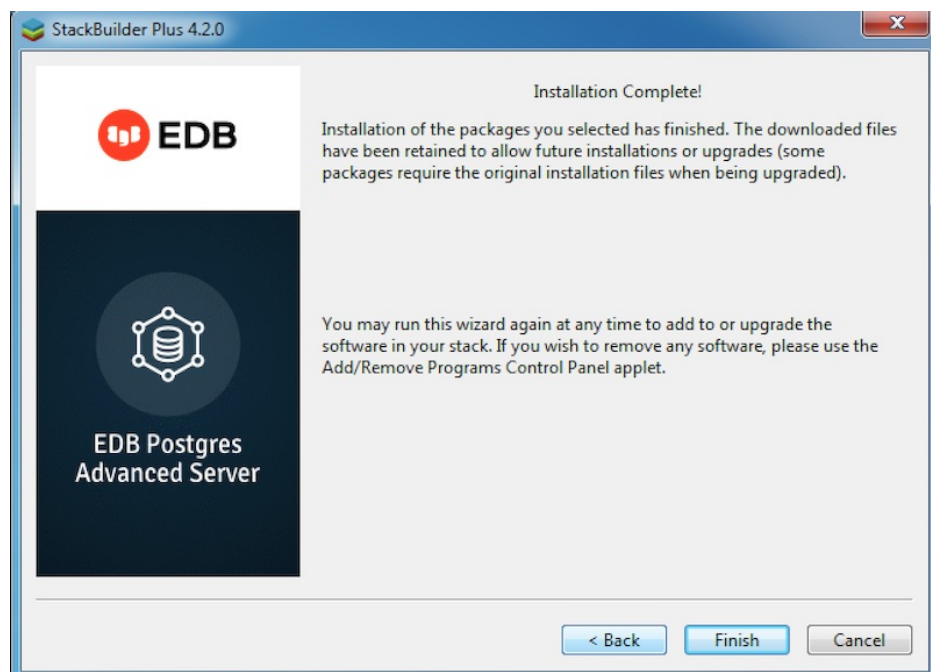 StackBuilder Plus 4.2.0
EDB
EDB Postgres
Advanced Server
Installation Complete!
Installation of the packages you selected has finished. The downloaded files
have been retained to allow future installations or upgrades (some
packages require the original installation files when being upgraded).
You may run this wizard again at any time to add to or upgrade the
software in your stack. If you wish to remove any software, please use the
Add/Remove Programs Control Panel applet.
< Back
Finish
Cancel